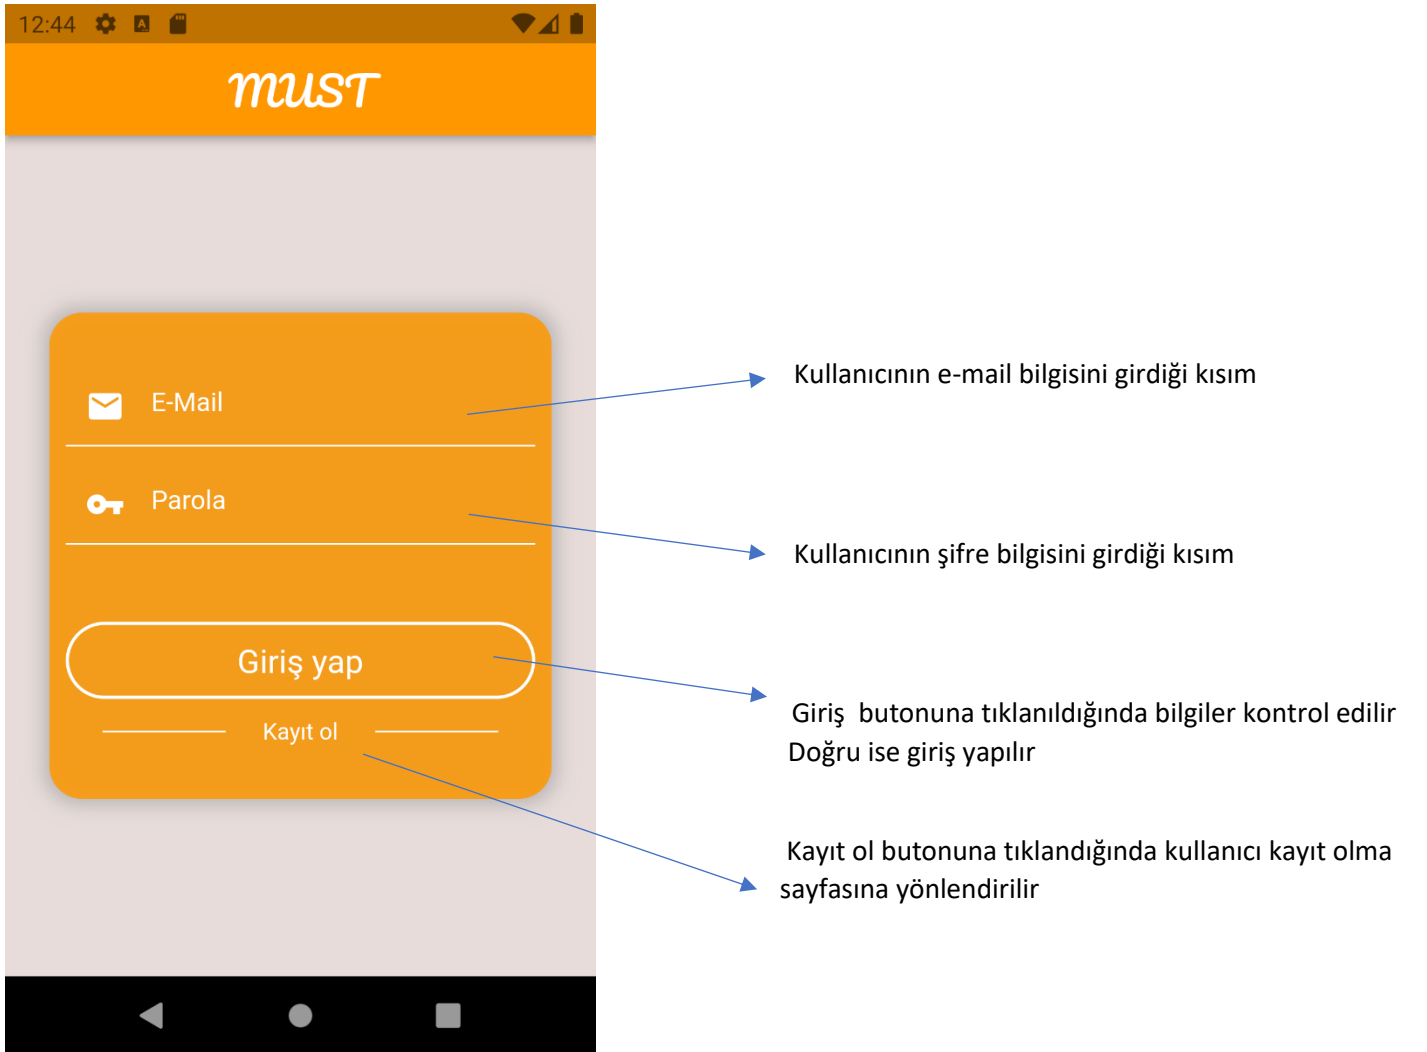 12:44
MUST
E-Mail
Parola
Giriş yap
Kayıt ol
Kullanıcının e-mail bilgisini girdiği kısım
Kullanıcının şifre bilgisini girdiği kısım
Giriş  butonuna tıklanıldığında bilgiler kontrol edilir
Doğru ise giriş yapılır
Kayıt ol butonuna tıklandığında kullanıcı kayıt olma
sayfasına yönlendirilir